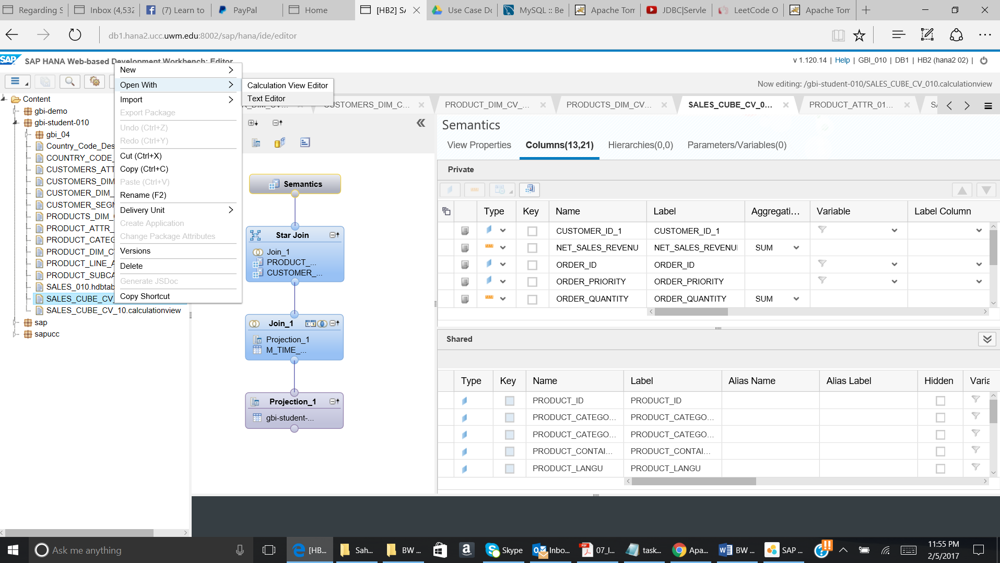 Regarding S
Inbox (4,532
(7) Learn to
PayPal
Home
[HB2] SA
Use Case Do
MySQL :: Be
Apache Tom
JDBC|Servle
LeetCode O
Apache Tom
db1.hana2.ucc.uwm.edu:8002/sap/hana/ide/editor
SAP
SAP HANA Web-based Development Workbench: Editor
v 1.120.14 | Help | GBI_010 | DB1 | HB2 (hana2 02) |
Now editing: /gbi-student-010/SALES_CUBE_CV_010.calculationview
Content
gbi-demo
gbi-student-010
gbi_04
Country_Code_Des
COUNTRY_CODE_
CUSTOMERS_ATT
CUSTOMERS_DIM
CUSTOMER_DIM_
CUSTOMER_SEGM
PRODUCTS_DIM_
PRODUCT_ATTR_
PRODUCT_CATEG
PRODUCT_DIM_C
PRODUCT_LINE_A
PRODUCT_SUBCA
SALES_010.hdbtab
SALES_CUBE_CV_
SALES_CUBE_CV_10.calculationview
sap
sapucc
New
Open With
Import
Export Package
Undo (Ctrl+Z)
Redo (Ctrl+Y)
Cut (Ctrl+X)
Copy (Ctrl+C)
Paste (Ctrl+V)
Rename (F2)
Delivery Unit
Create Application
Change Package Attributes
Versions
Delete
Generate JSDoc
Copy Shortcut
Calculation View Editor
Text Editor
CUSTOMERS_DIM_C...
PRODUCT_DIM_CV_...
PRODUCTS_DIM_CV...
SALES_CUBE_CV_0...
PRODUCT_ATTR_01...
Semantics
Star Join
Join_1
PRODUCT_...
CUSTOMER_...
Join_1
Projection_1
M_TIME_...
Projection_1
gbi-student-...
Semantics
View Properties
Columns(13,21)
Hierarchies(0,0)
Parameters/Variables(0)
Private
Type Key Name Label Aggregati... Variable Label Column
CUSTOMER_ID_1 CUSTOMER_ID_1
NET_SALES_REVENU NET_SALES_REVENU SUM
ORDER_ID ORDER_ID
ORDER_PRIORITY ORDER_PRIORITY
ORDER_QUANTITY ORDER_QUANTITY SUM
Shared
Type Key Name Label Alias Name Alias Label Hidden Varia
PRODUCT_ID PRODUCT_ID
PRODUCT_CATEGO... PRODUCT_CATEGO...
PRODUCT_CATEGO... PRODUCT_CATEGO...
PRODUCT_CONTAI... PRODUCT_CONTAI...
PRODUCT_LANGU PRODUCT_LANGU
Ask me anything
[HB...
Sah...
BW ...
Skype
Inbo...
07_I...
task...
Apa...
BW ...
SAP ...
11:55 PM
2/5/2017